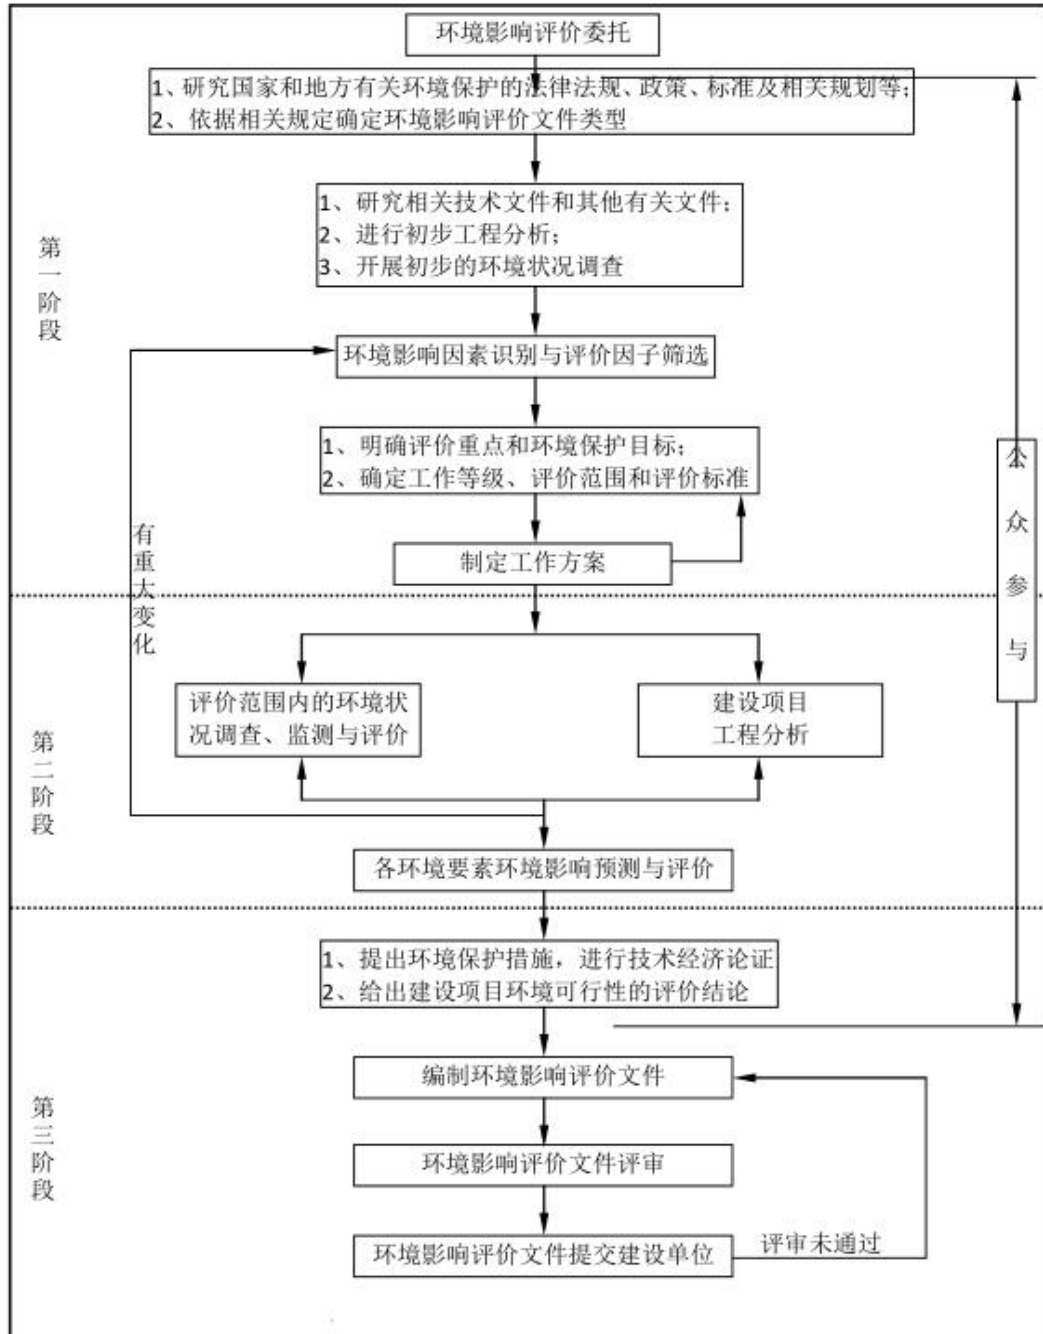 环境影响评价委托
1、研究国家和地方有关环境保护的法律法规、政策、标准及相关规划等；
2、依据相关规定确定环境影响评价文件类型
1、研究相关技术文件和其他有关文件；
2、进行初步工程分析；
3、开展初步的环境状况调查
第一阶段
环境影响因素识别与评价因子筛选
1、明确评价重点和环境保护目标；
2、确定工作等级、评价范围和评价标准
制定工作方案
有重大变化
公众参与
评价范围内的环境状
况调查、监测与评价
建设项目
工程分析
第二阶段
各环境要素环境影响预测与评价
1、提出环境保护措施，进行技术经济论证
2、给出建设项目环境可行性的评价结论
编制环境影响评价文件
第三阶段
环境影响评价文件评审
环境影响评价文件提交建设单位
评审未通过